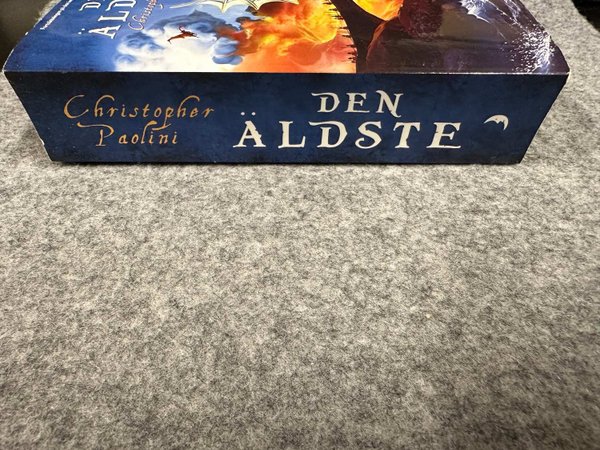 Christopher
Paolini
DEN
ÄLDSTE